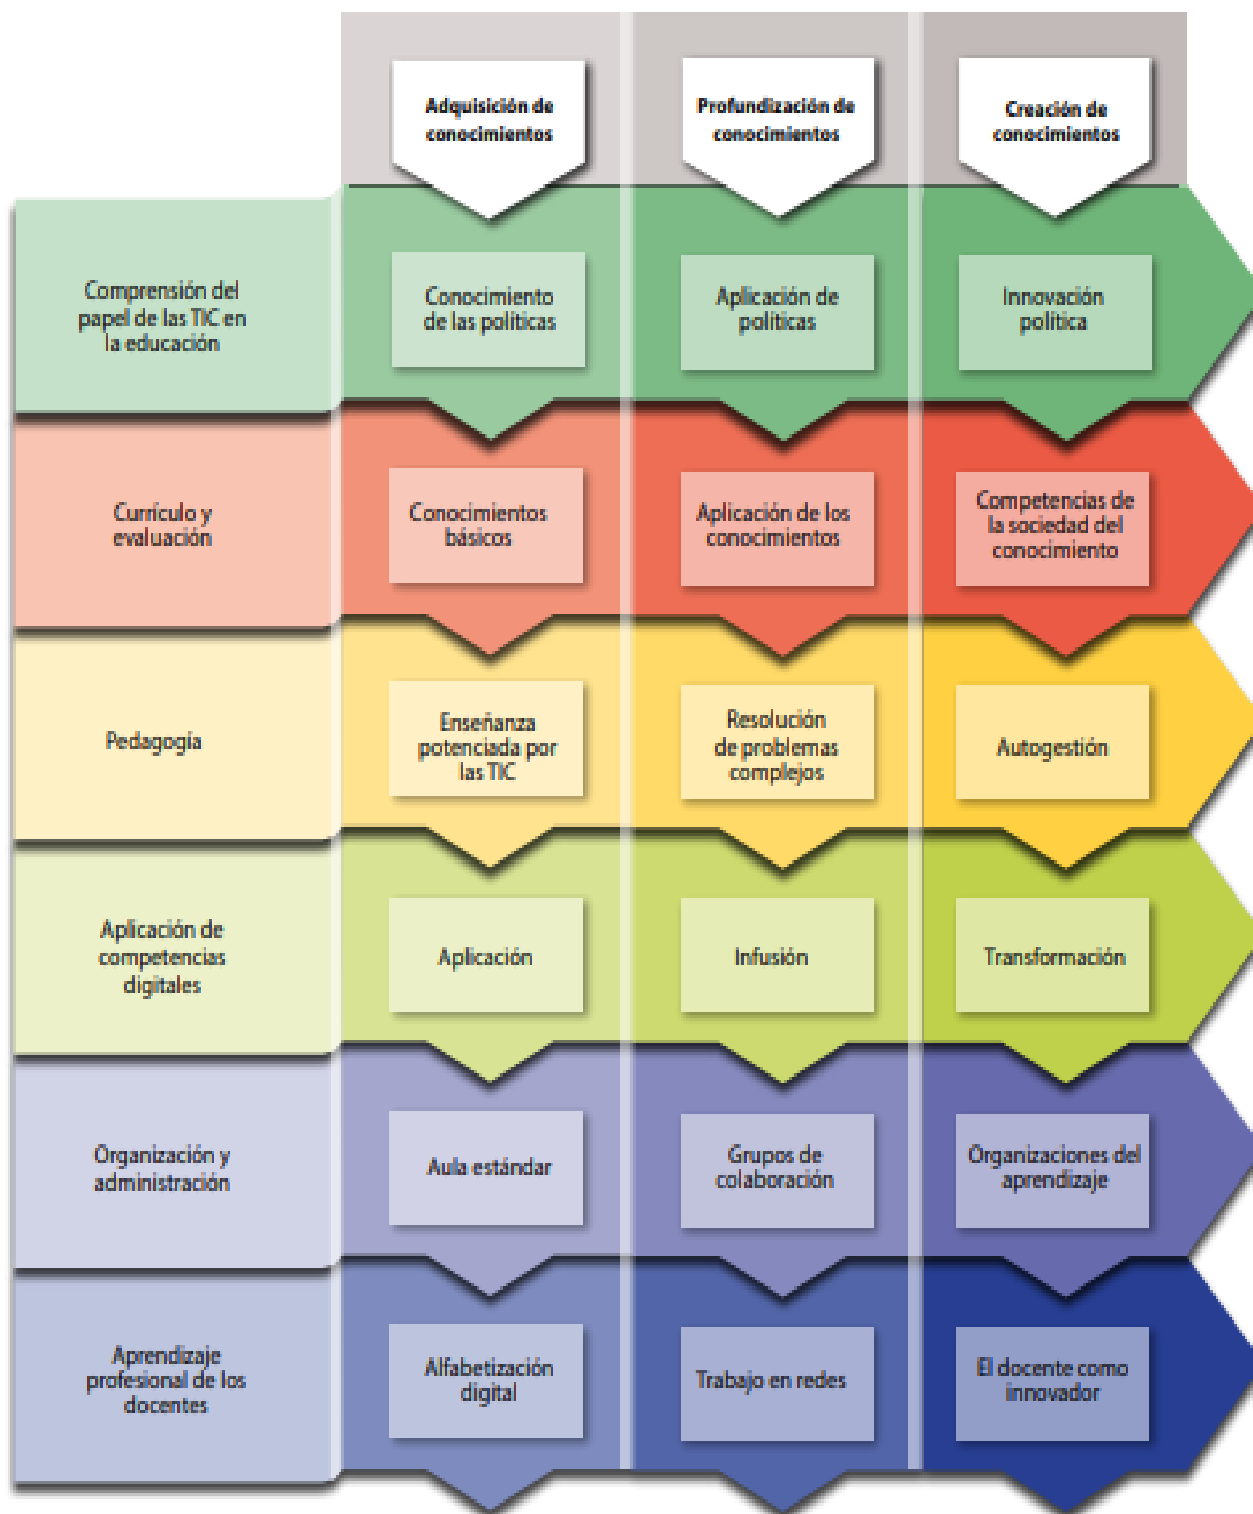 Adquisición de
conocimientos
Profundización de
conocimientos
Creación de
conocimientos
Comprensión del
papel de las TIC en
la educación
Conocimiento
de las políticas
Aplicación de
políticas
Innovación
política
Currículo y
evaluación
Conocimientos
básicos
Aplicación de los
conocimientos
Competencias de
la sociedad del
conocimiento
Pedagogía
Enseñanza
potenciada por
las TIC
Resolución
de problemas
complejos
Autogestión
Aplicación de
competencias
digitales
Aplicación
Infusión
Transformación
Organización y
administración
Aula estándar
Grupos de
colaboración
Organizaciones del
aprendizaje
Aprendizaje
profesional de los
docentes
Alfabetización
digital
Trabajo en redes
El docente como
innovador